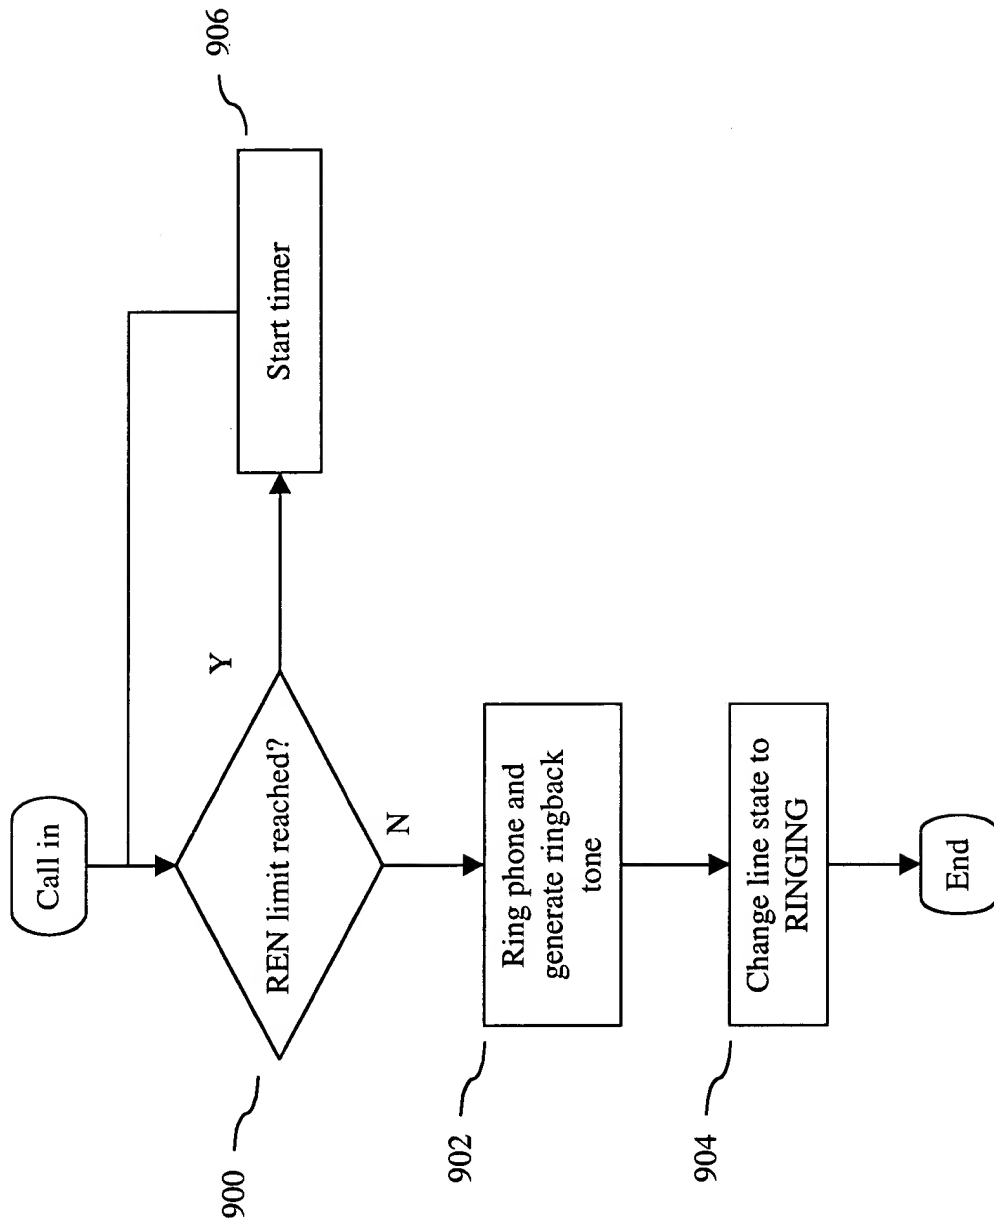 Call in
REN limit reached?
900
Y
Start timer
906
N
Ring phone and
generate ringback
tone
902
Change line state to
RINGING
904
End